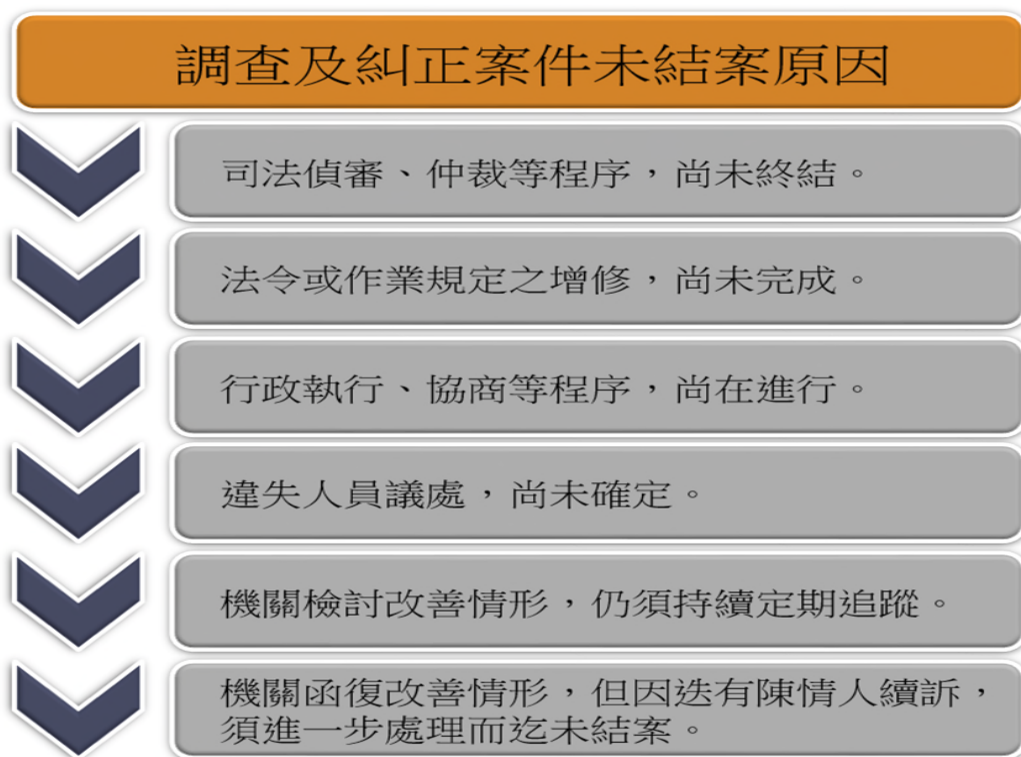 調查及糾正案件未結案原因
司法偵審、仲裁等程序，尚未終結。
法令或作業規定之增修，尚未完成。
行政執行、協商等程序，尚在進行。
違失人員議處，尚未確定。
機關檢討改善情形，仍須持續定期追蹤。
機關函復改善情形，但因迭有陳情人續訴，
須進一步處理而迄未結案。